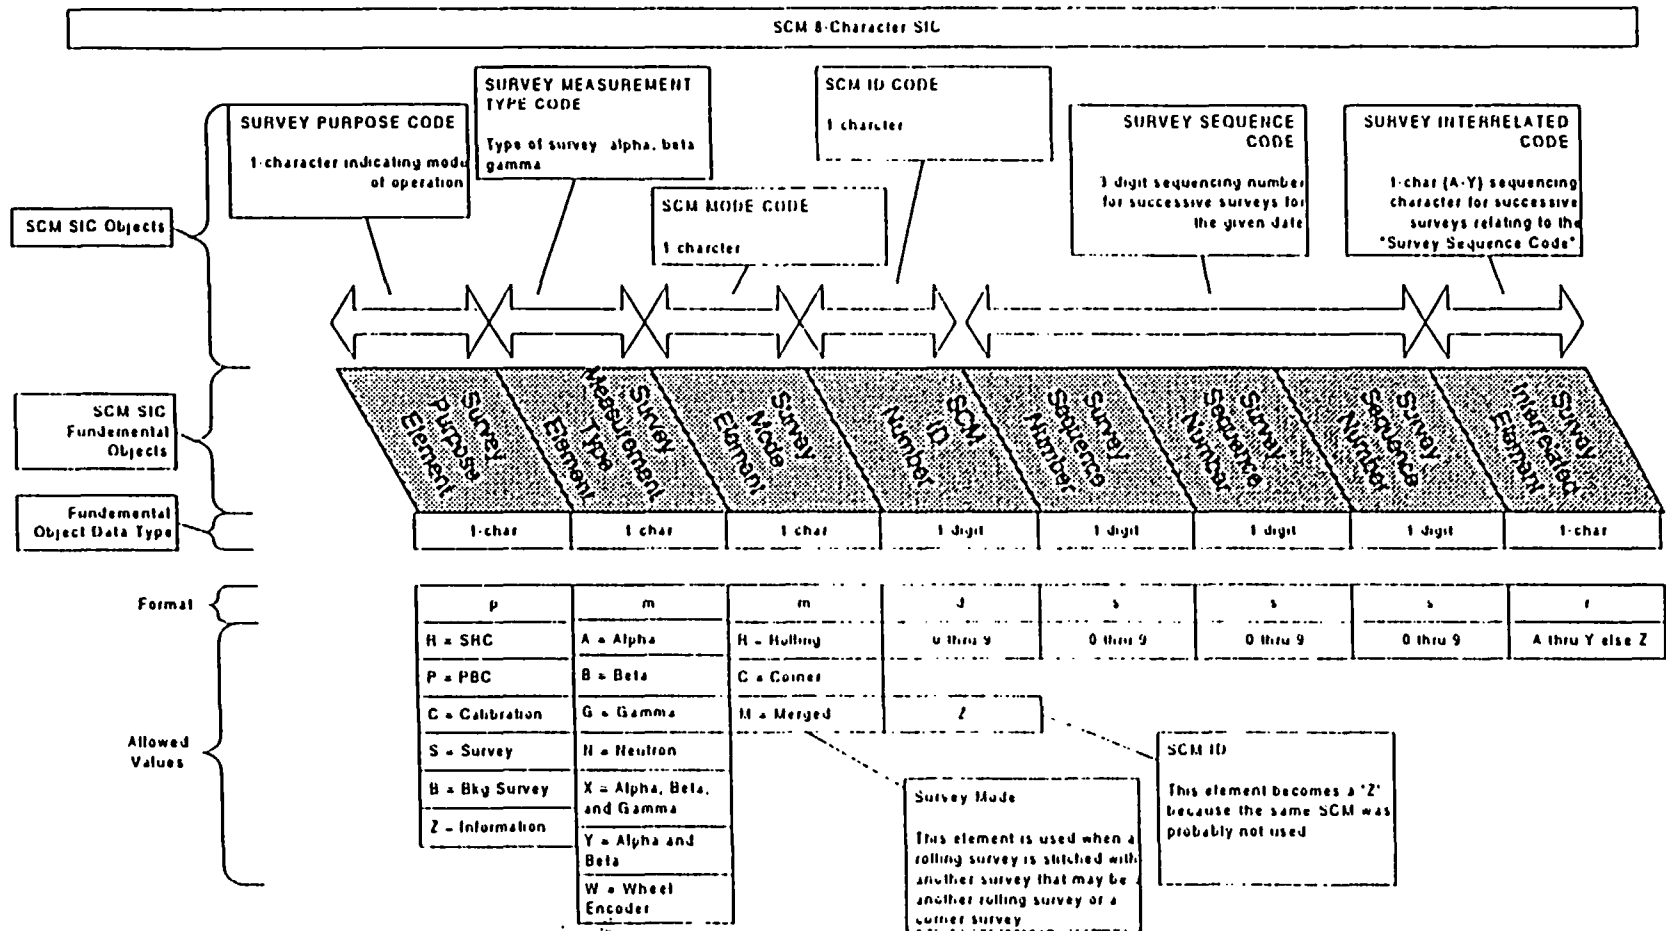 SCM 8-Character SIC
SURVEY PURPOSE CODE
1-character indicating mode
of operation
SURVEY MEASUREMENT
TYPE CODE
Type of survey alpha, beta
gamma
SCM MODE CODE
1 charcter
SCM ID CODE
1 charcter
SURVEY SEQUENCE
CODE
3 digit sequencing number
for successive surveys for
the given date
SURVEY INTERRELATED
CODE
1-char (A-Y) sequencing
character for successive
surveys relating to the
"Survey Sequence Code"
SCM SIC Objects
SCM SIC
Fundemental
Objects
Survey
Purpose
Element
Survey
Measurement
Type
Element
Survey
Mode
Element
SCM
ID
Number
Survey
Sequence
Number
Survey
Sequence
Number
Survey
Sequence
Number
Survey
Interrelated
Element
Fundemental
Object Data Type
1-char
1 char
1 char
1 digit
1 digit
1 digit
1 digit
1-char
Format
p
m
m
d
s
s
s
r
Allowed
Values
R = SRC
P = PBC
C = Calibration
S = Survey
B = Bkg Survey
Z = Information
A = Alpha
B = Beta
G = Gamma
N = Neutron
X = Alpha, Beta,
and Gamma
Y = Alpha and
Beta
W = Wheel
Encoder
R = Rolling
C = Corner
M = Merged
0 thru 9
Z
0 thru 9
0 thru 9
0 thru 9
A thru Y else Z
Survey Mode
This element is used when a
rolling survey is stitched with
another survey that may be
another rolling survey or a
corner survey
SCM ID
This element becomes a "Z"
because the same SCM was
probably not used